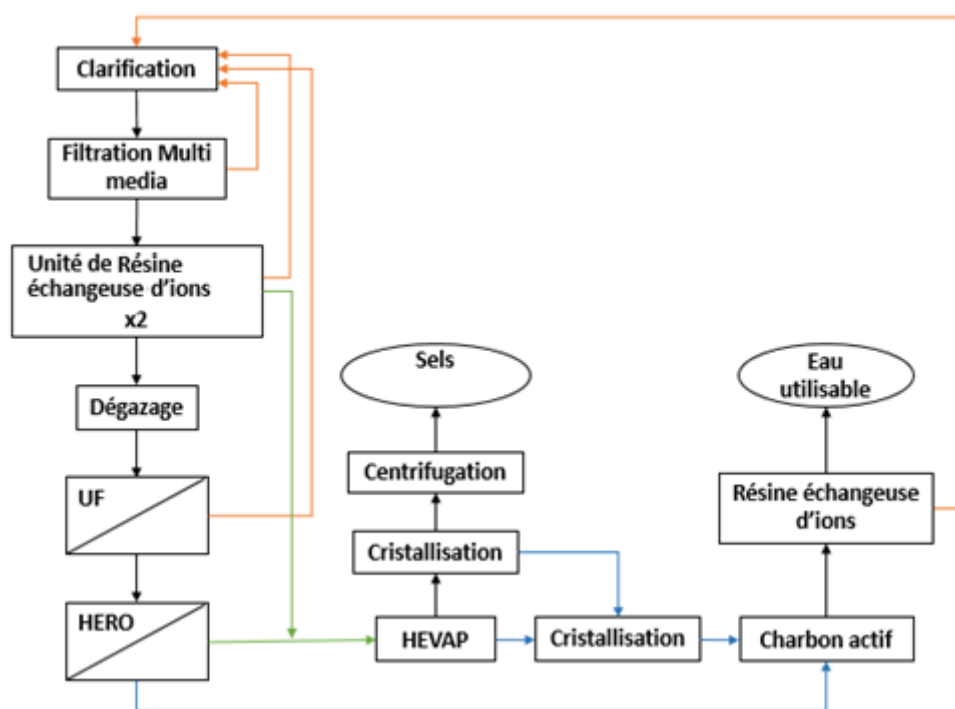 Clarification
Filtration Multi
media
Unité de Résine
échangeuse d'ions
x2
Dégazage
UF
HERO
Sels
Centrifugation
Cristallisation
HEVAP
Cristallisation
Eau
utilisable
Résine échangeuse
d'ions
Charbon actif